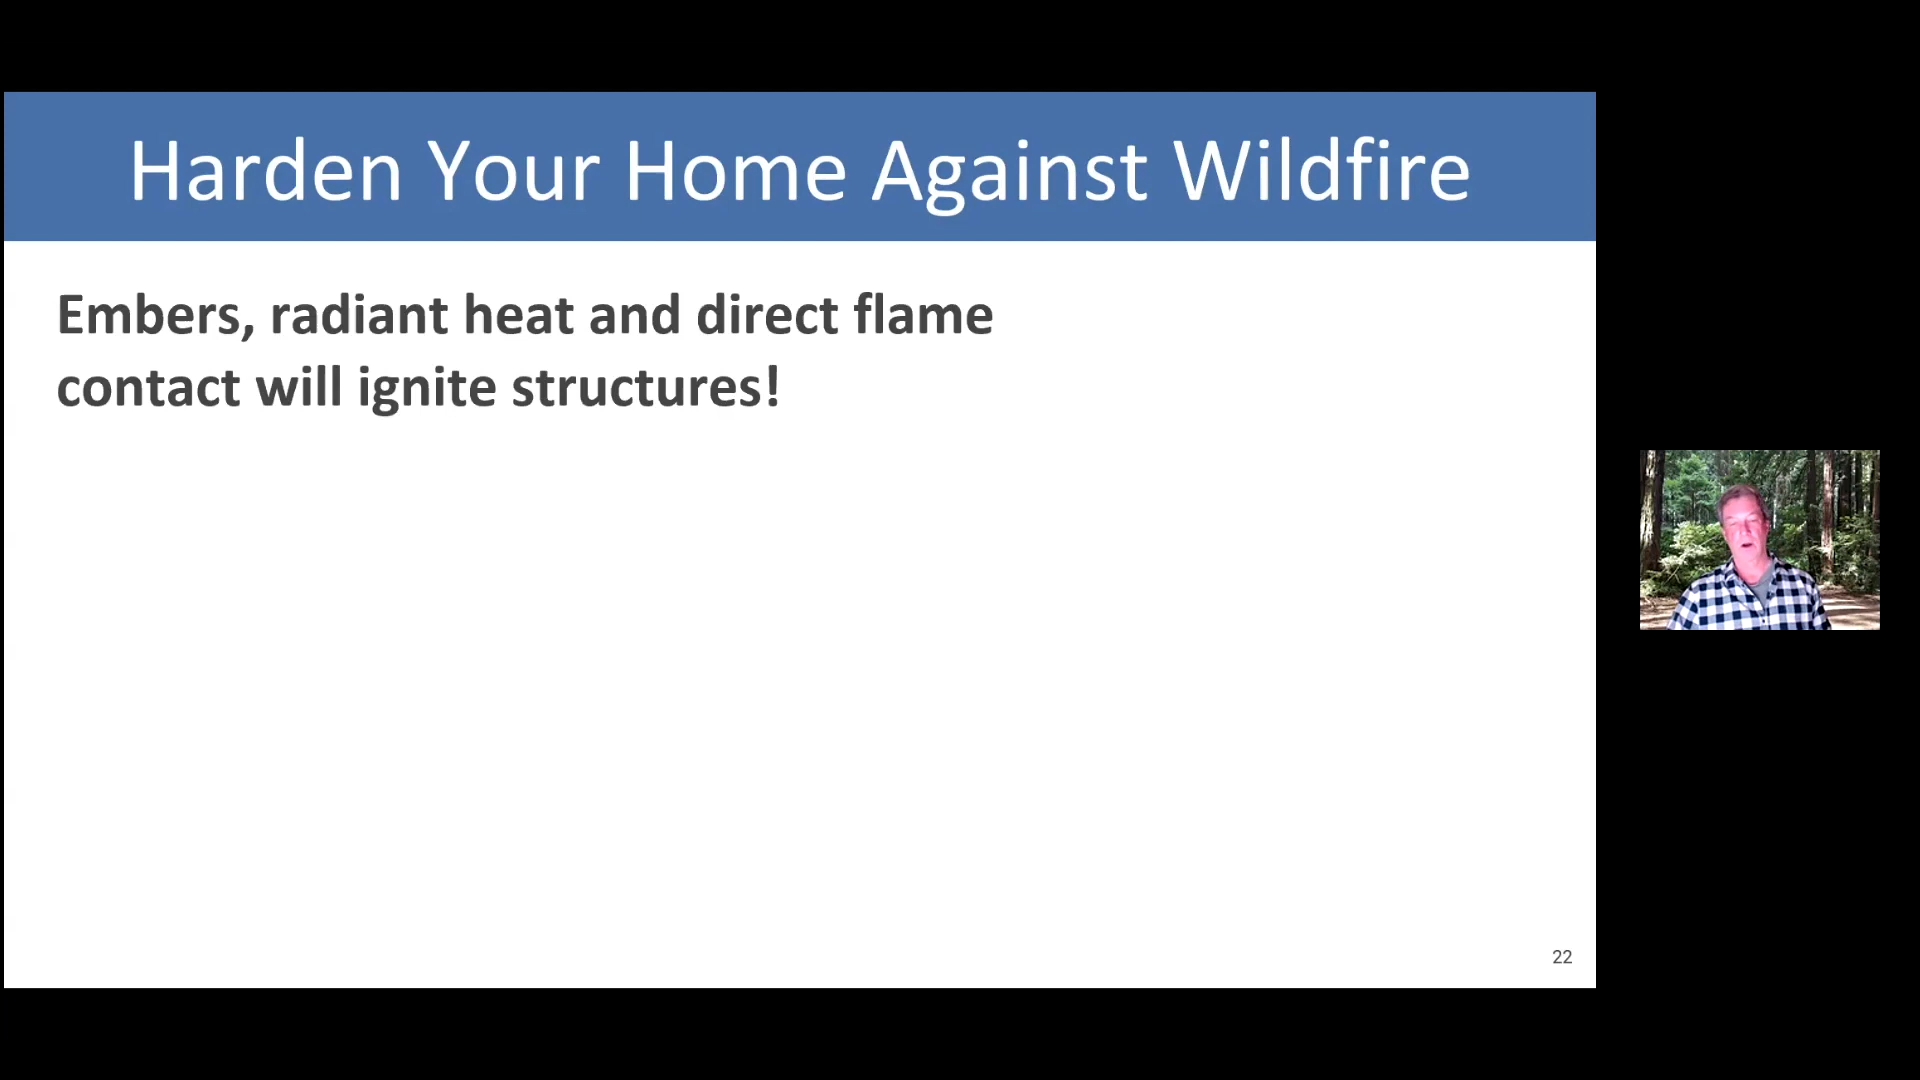 Harden Your Home Against Wildfire
Embers, radiant heat and direct flame
contact will ignite structures!
22